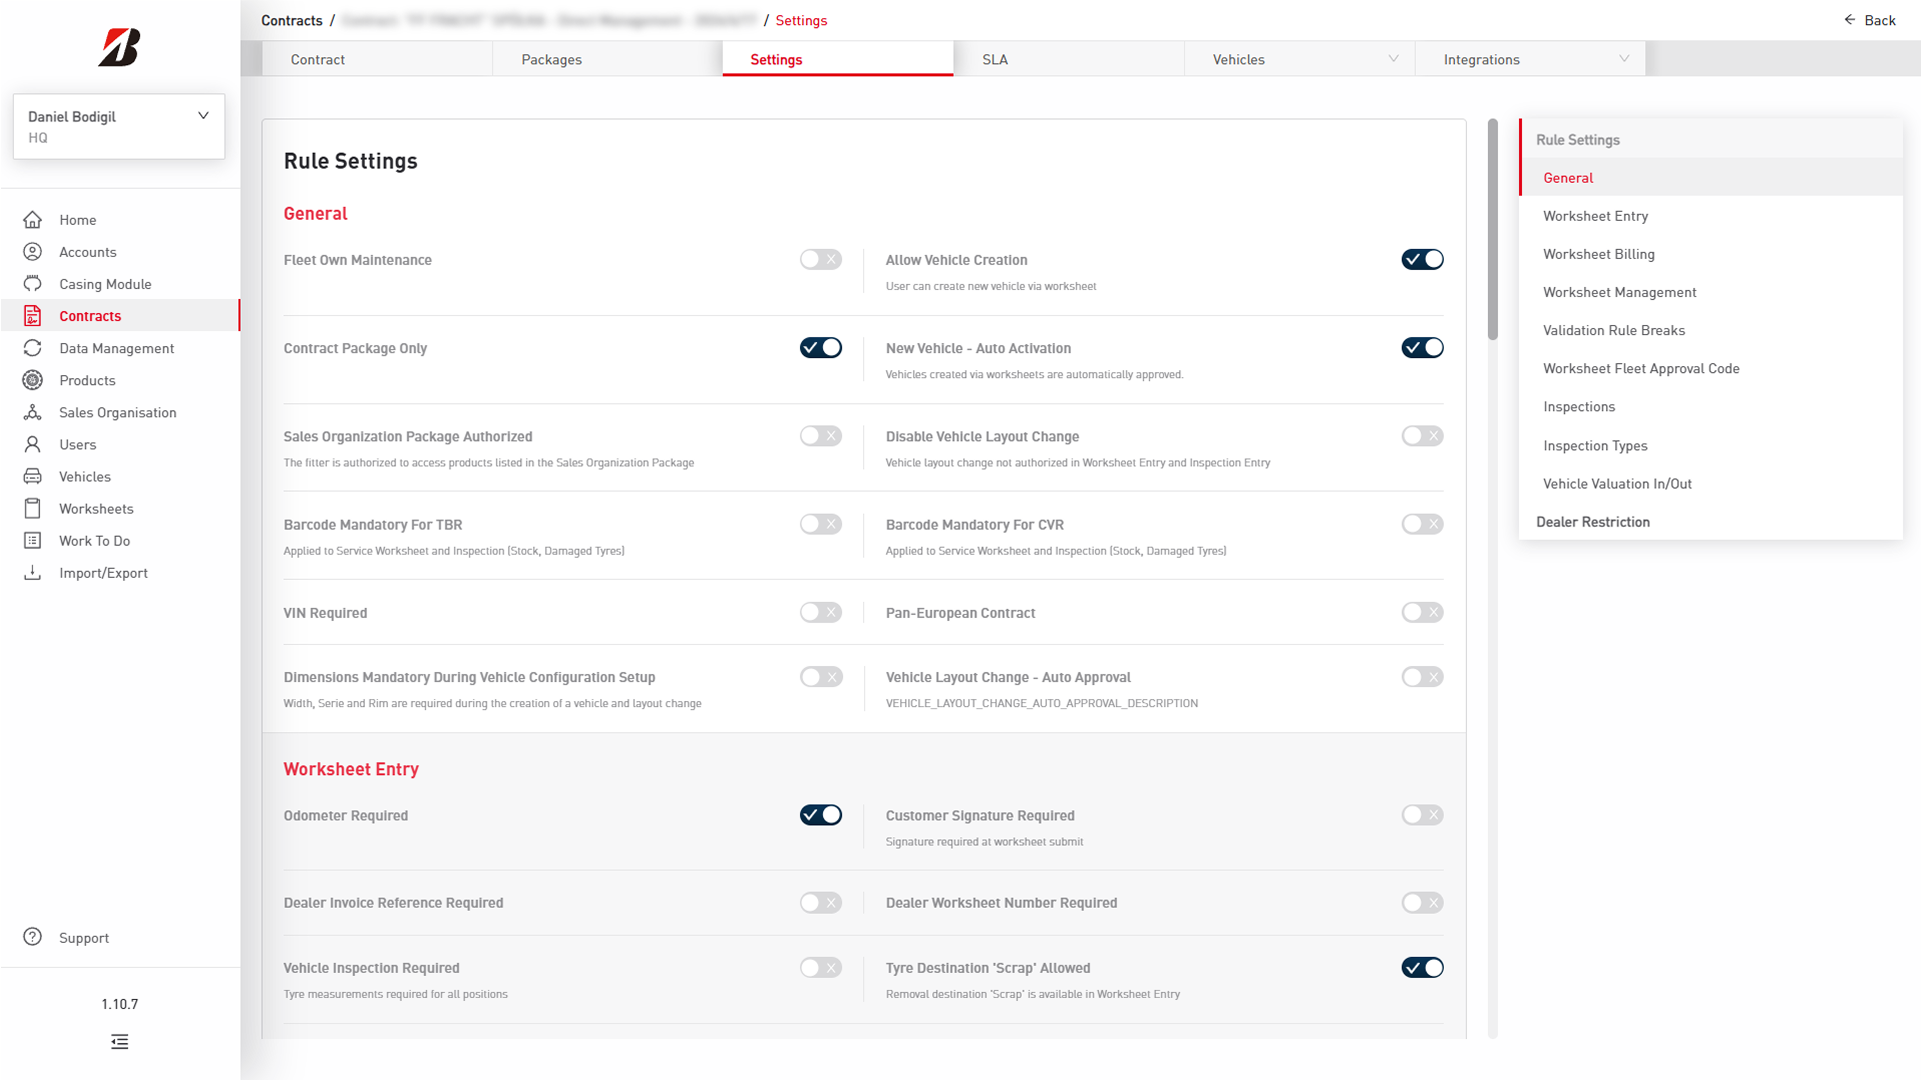 Contracts / / Settings
Back
Contract
Packages
Settings
SLA
Vehicles
Integrations
Daniel Bodigil
HQ
Home
Accounts
Casing Module
Contracts
Data Management
Products
Sales Organisation
Users
Vehicles
Worksheets
Work To Do
Import/Export
Support
1.10.7
Rule Settings
General
Fleet Own Maintenance
Allow Vehicle Creation
User can create new vehicle via worksheet
Contract Package Only
New Vehicle - Auto Activation
Vehicles created via worksheets are automatically approved.
Sales Organization Package Authorized
The fitter is authorized to access products listed in the Sales Organization Package
Disable Vehicle Layout Change
Vehicle layout change not authorized in Worksheet Entry and Inspection Entry
Barcode Mandatory For TBR
Applied to Service Worksheet and Inspection (Stock, Damaged Tyres)
Barcode Mandatory For CVR
Applied to Service Worksheet and Inspection (Stock, Damaged Tyres)
VIN Required
Pan-European Contract
Dimensions Mandatory During Vehicle Configuration Setup
Width, Serie and Rim are required during the creation of a vehicle and layout change
Vehicle Layout Change - Auto Approval
VEHICLE_LAYOUT_CHANGE_AUTO_APPROVAL_DESCRIPTION
Worksheet Entry
Odometer Required
Customer Signature Required
Signature required at worksheet submit
Dealer Invoice Reference Required
Dealer Worksheet Number Required
Vehicle Inspection Required
Tyre measurements required for all positions
Tyre Destination 'Scrap' Allowed
Removal destination 'Scrap' is available in Worksheet Entry
Rule Settings
General
Worksheet Entry
Worksheet Billing
Worksheet Management
Validation Rule Breaks
Worksheet Fleet Approval Code
Inspections
Inspection Types
Vehicle Valuation In/Out
Dealer Restriction